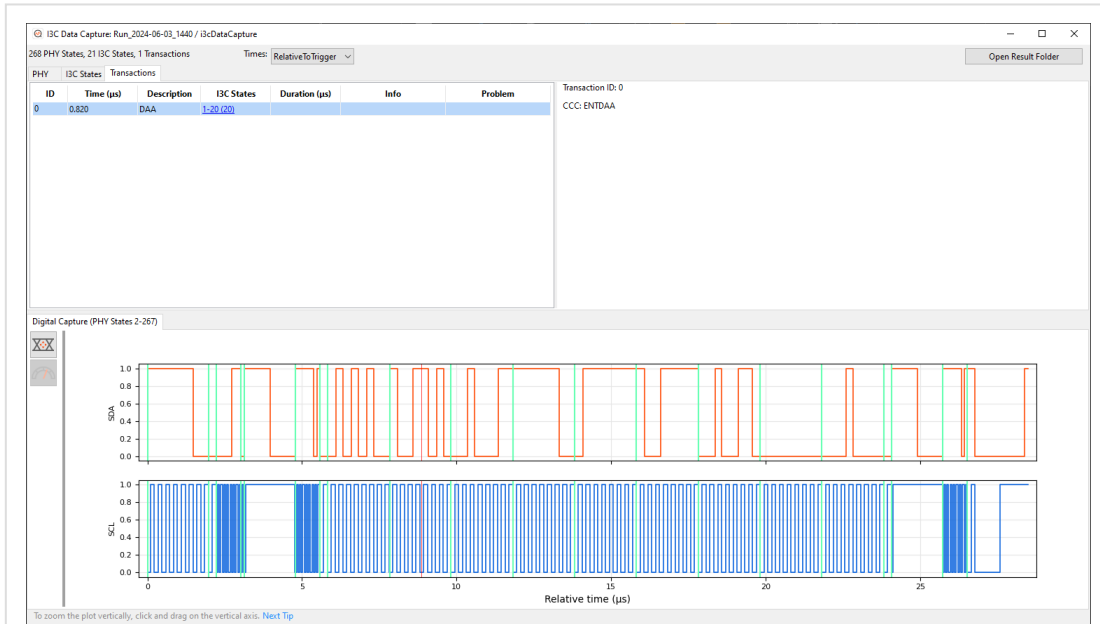 I3C Data Capture: Run_2024-06-03_1440 / i3cDataCapture
268 PHY States, 21 I3C States, 1 Transactions Times: RelativeToTrigger Open Result Folder
PHY I3C States Transactions
ID Time (µs) Description I3C States Duration (µs) Info Problem
0 0.820 DAA 1-20 (20)
Transaction ID: 0
CCC: ENTDAA
Digital Capture (PHY States 2-267)
SDA
1.0
0.8
0.6
0.4
0.2
0.0
SCL
1.0
0.8
0.6
0.4
0.2
0.0
0 5 10 15 20 25
Relative time (µs)
To zoom the plot vertically, click and drag on the vertical axis. Next Tip